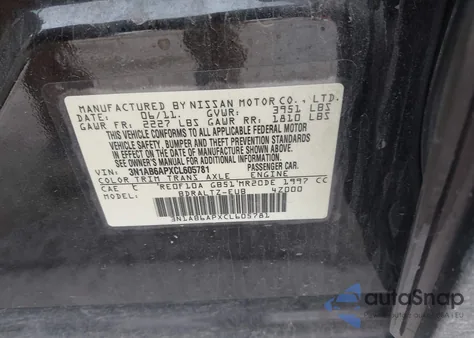 MANUFACTURED BY NISSAN MOTOR CO., LTD.
DATE: 06/11. GVWR: 3951 LBS
GAWR FR: 2227 LBS GAWR RR: 1810 LBS
THIS VEHICLE CONFORMS TO ALL APPLICABLE FEDERAL MOTOR
VEHICLE SAFETY, BUMPER AND THEFT PREVENTION STANDARDS
IN EFFECT ON THE DATE OF MANUFACTURE SHOWN ABOVE.
SEE OWNER'S MANUAL FOR ADDITIONAL INFORMATION.
VIN: 3N1AB6APXCL605781 PASSENGER CAR.
COLOR TRIM TRANS AXLE ENGINE
CAE C RE0F10A GB51 MR20DE 1997 CC
MODEL: BDRALTZ-EUB 4Z000
3N1AB6APXCL605781
autoSnap